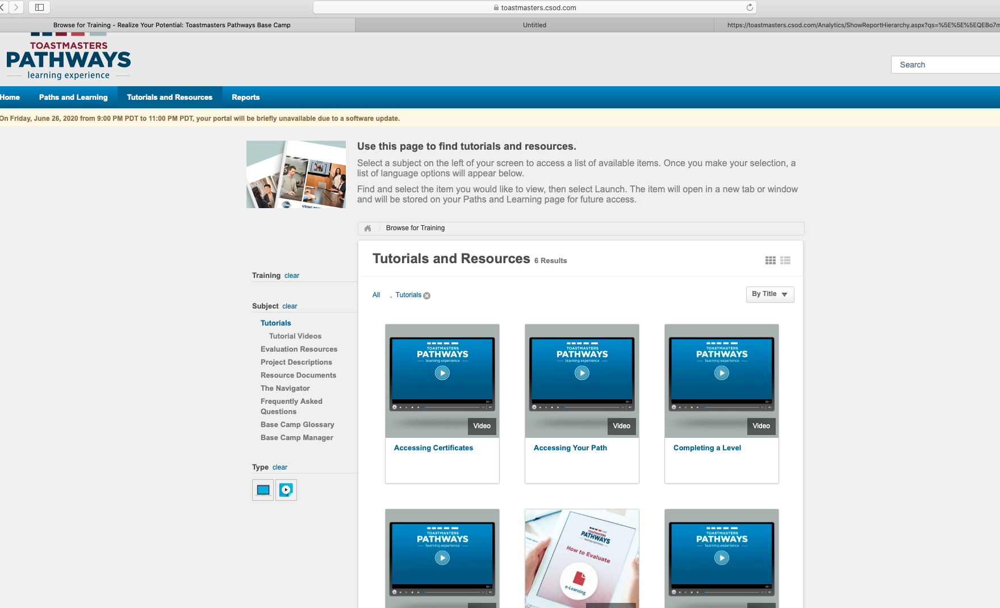 toastmasters.csod.com
Browse for Training - Realize Your Potential: Toastmasters Pathways Base Camp
Untitled
https://toastmasters.csod.com/Analytics/ShowReportHierarchy.aspx?qs=%5E%5E%5EQEBo7m
TOASTMASTERS
PATHWAYS
learning experience
Search
Home
Paths and Learning
Tutorials and Resources
Reports
On Friday, June 26, 2020 from 9:00 PM PDT to 11:00 PM PDT, your portal will be briefly unavailable due to a software update.
Use this page to find tutorials and resources.
Select a subject on the left of your screen to access a list of available items. Once you make your selection, a
list of language options will appear below.
Find and select the item you would like to view, then select Launch. The item will open in a new tab or window
and will be stored on your Paths and Learning page for future access.
Browse for Training
Training clear
Subject clear
Tutorials
Tutorial Videos
Evaluation Resources
Project Descriptions
Resource Documents
The Navigator
Frequently Asked
Questions
Base Camp Glossary
Base Camp Manager
Type clear
Tutorials and Resources 6 Results
All
Tutorials
By Title
TOASTMASTERS
PATHWAYS
learning experience
Video
Accessing Certificates
TOASTMASTERS
PATHWAYS
learning experience
Video
Accessing Your Path
TOASTMASTERS
PATHWAYS
learning experience
Video
Completing a Level
TOASTMASTERS
PATHWAYS
learning experience
TOASTMASTERS
PATHWAYS
learning experience
How to Evaluate
e-Learning
TOASTMASTERS
PATHWAYS
learning experience